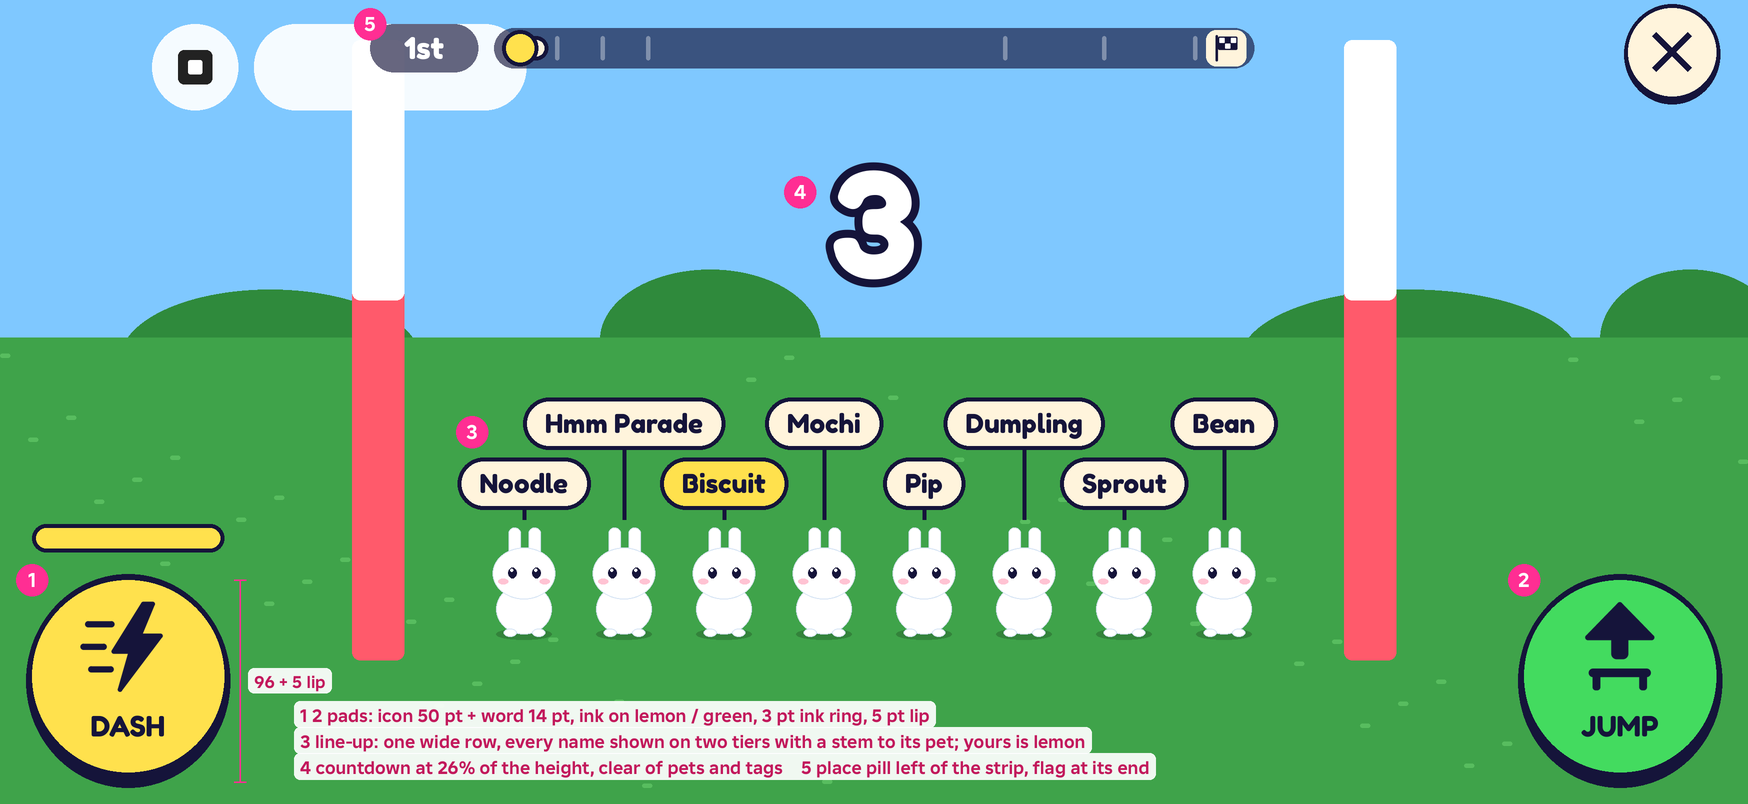 5
1st
4
3
3
Hmm Parade
Mochi
Dumpling
Bean
Noodle
Biscuit
Pip
Sprout
1
2
96 + 5 lip
DASH
JUMP
1 2 pads: icon 50 pt + word 14 pt, ink on lemon / green, 3 pt ink ring, 5 pt lip
3 line-up: one wide row, every name shown on two tiers with a stem to its pet; yours is lemon
4 countdown at 26% of the height, clear of pets and tags 5 place pill left of the strip, flag at its end